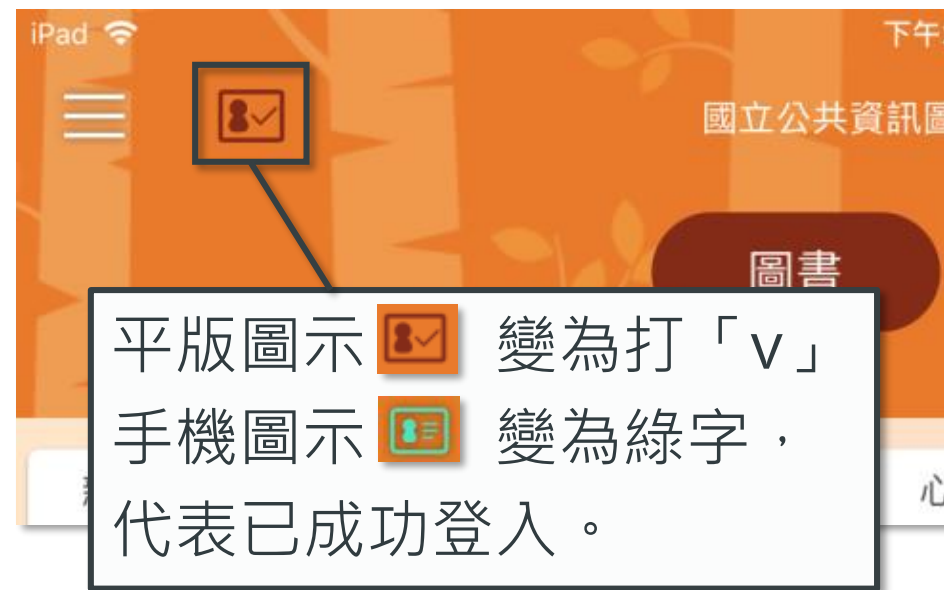 iPad
下午
國立公共資訊圖
圖書
平版圖示 變為打「v」
手機圖示 變為綠字，
代表已成功登入。
心